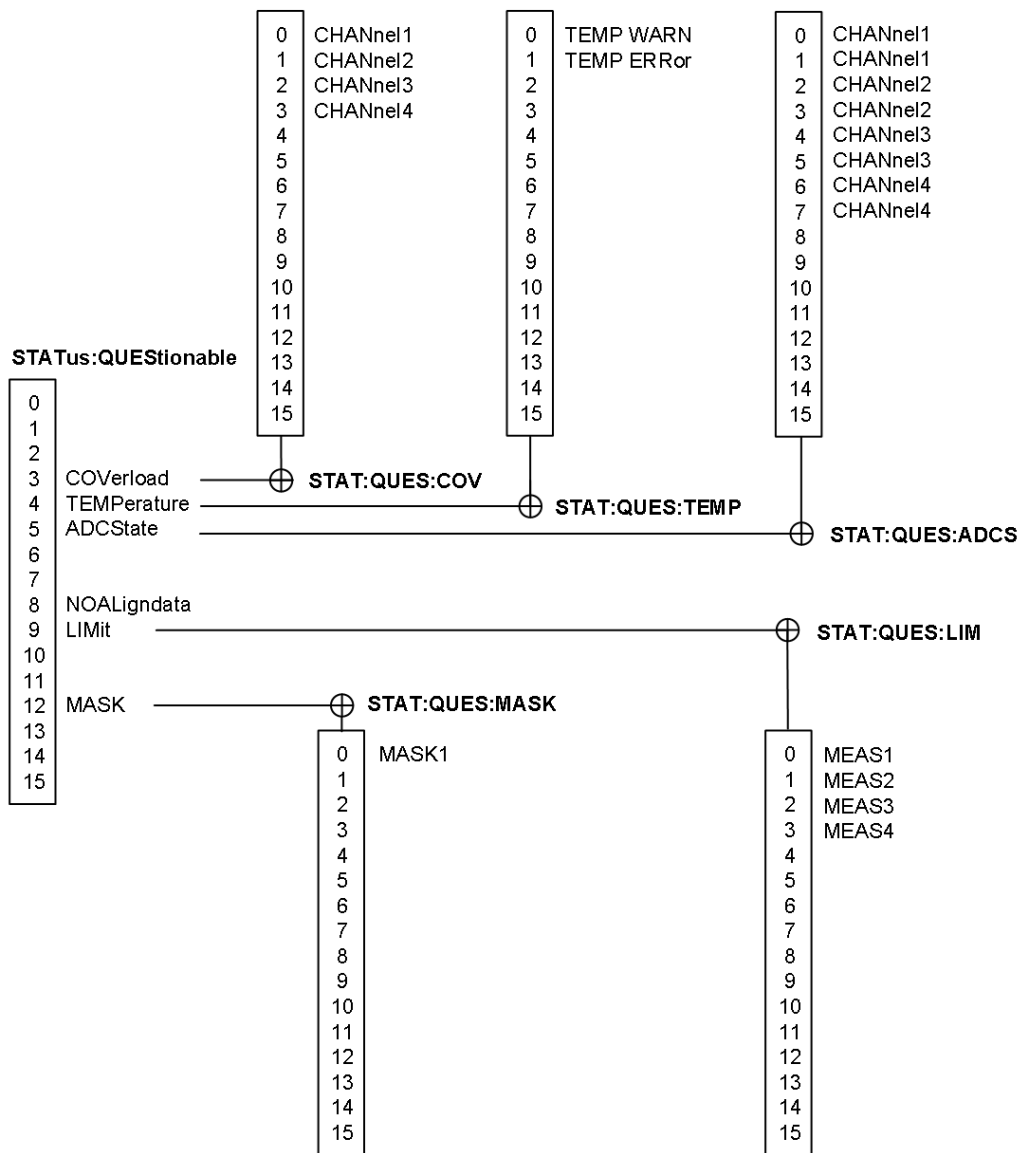 0 CHANnel1
1 CHANnel2
2 CHANnel3
3 CHANnel4
4
5
6
7
8
9
10
11
12
13
14
15
STAT:QUES:COV
0 TEMP WARN
1 TEMP ERRor
2
3
4
5
6
7
8
9
10
11
12
13
14
15
STAT:QUES:TEMP
0 CHANnel1
1 CHANnel1
2 CHANnel2
3 CHANnel2
4 CHANnel3
5 CHANnel3
6 CHANnel4
7 CHANnel4
8
9
10
11
12
13
14
15
STAT:QUES:ADCS
STATus:QUEStionable
0
1
2
3 COVerload
4 TEMPerature
5 ADCState
6
7
8 NOALigndata
9 LIMit
10
11
12 MASK
13
14
15
STAT:QUES:MASK
0 MASK1
1
2
3
4
5
6
7
8
9
10
11
12
13
14
15
STAT:QUES:LIM
0 MEAS1
1 MEAS2
2 MEAS3
3 MEAS4
4
5
6
7
8
9
10
11
12
13
14
15